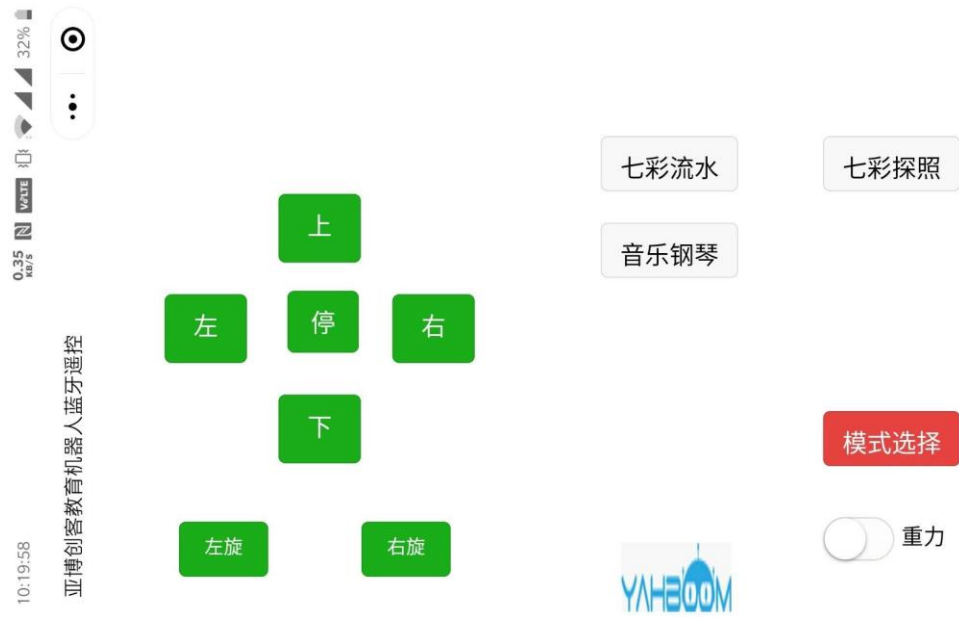 10:19:58
0.35
KB/S
VoLTE
32%
亚博创客教育机器人蓝牙遥控
上
左
停
右
下
左旋
右旋
七彩流水
七彩探照
音乐钢琴
模式选择
重力
YAHBOOM